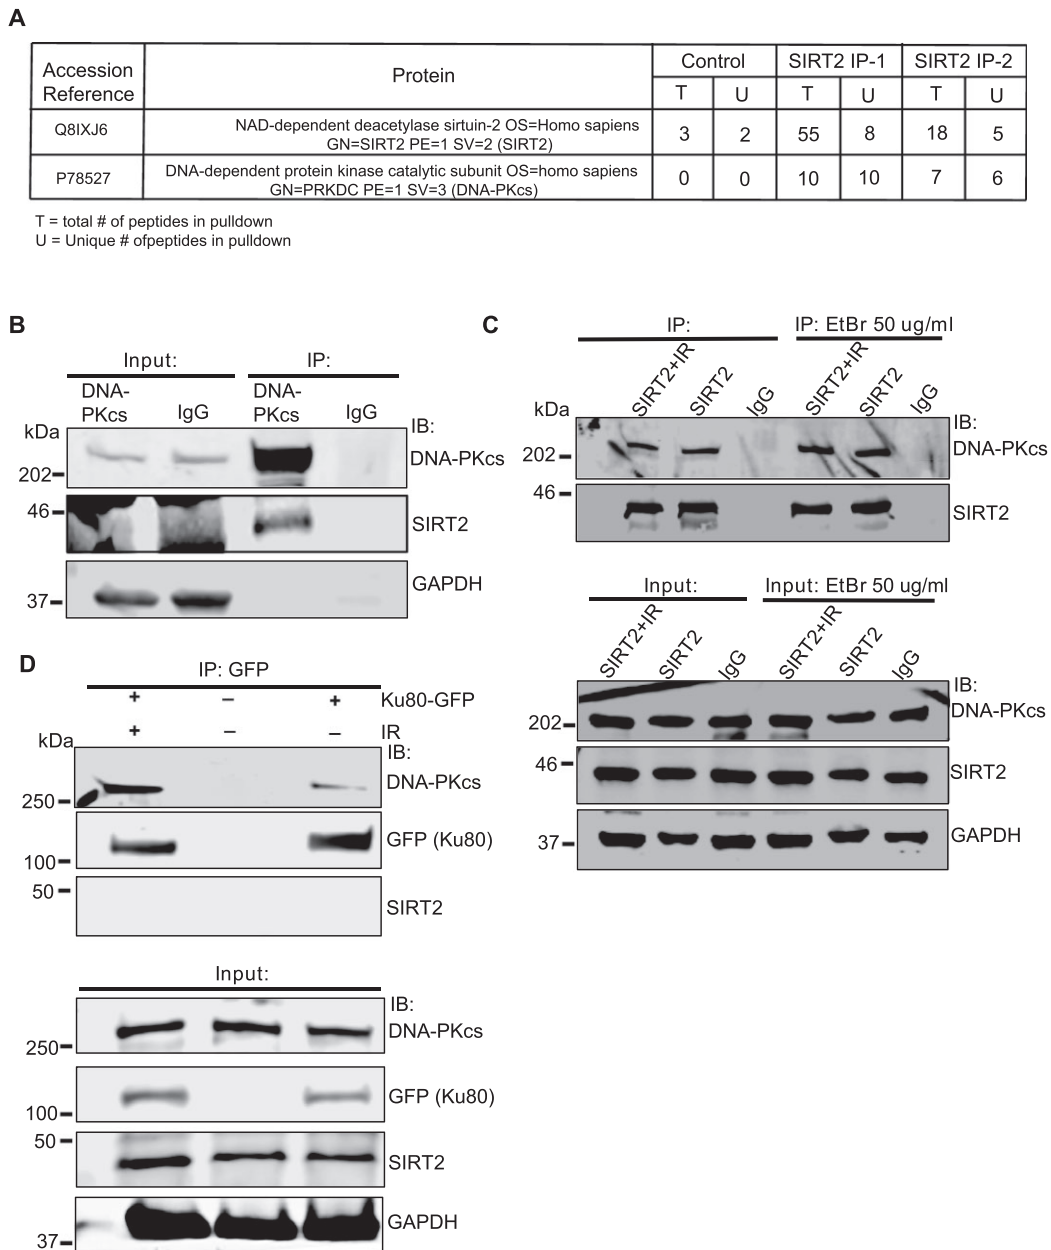 A
Accession Reference
Protein
Control
SIRT2 IP-1
SIRT2 IP-2
T
U
T
U
T
U
Q8IXJ6
NAD-dependent deacetylase sirtuin-2 OS=Homo sapiens
GN=SIRT2 PE=1 SV=2 (SIRT2)
3
2
55
8
18
5
P78527
DNA-dependent protein kinase catalytic subunit OS=homo sapiens
GN=PRKDC PE=1 SV=3 (DNA-PKcs)
0
0
10
10
7
6
T = total # of peptides in pulldown
U = Unique # ofpeptides in pulldown
B
Input:
IP:
DNA-
PKcs
IgG
DNA-
PKcs
IgG
kDa
IB:
DNA-PKcs
202
46
SIRT2
GAPDH
37
C
IP:
IP: EtBr 50 ug/ml
SIRT2+IR
SIRT2
IgG
SIRT2+IR
SIRT2
IgG
kDa
IB:
DNA-PKcs
202
46
SIRT2
Input:
Input: EtBr 50 ug/ml
SIRT2+IR
SIRT2
IgG
SIRT2+IR
SIRT2
IgG
IB:
DNA-PKcs
202
46
SIRT2
GAPDH
37
D
IP: GFP
+
–
+
Ku80-GFP
+
–
–
IR
kDa
IB:
DNA-PKcs
250
GFP (Ku80)
100
50
SIRT2
Input:
IB:
DNA-PKcs
250
GFP (Ku80)
100
50
SIRT2
GAPDH
37